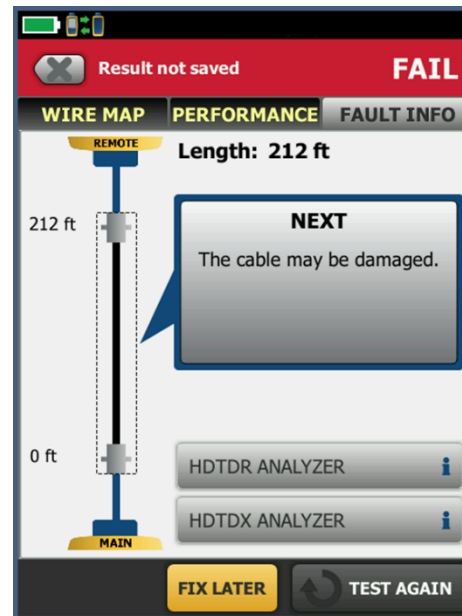 Result not saved
FAIL
WIRE MAP
PERFORMANCE
FAULT INFO
REMOTE
Length: 212 ft
212 ft
NEXT
The cable may be damaged.
0 ft
HDTDR ANALYZER i
HDTDX ANALYZER i
MAIN
FIX LATER
TEST AGAIN